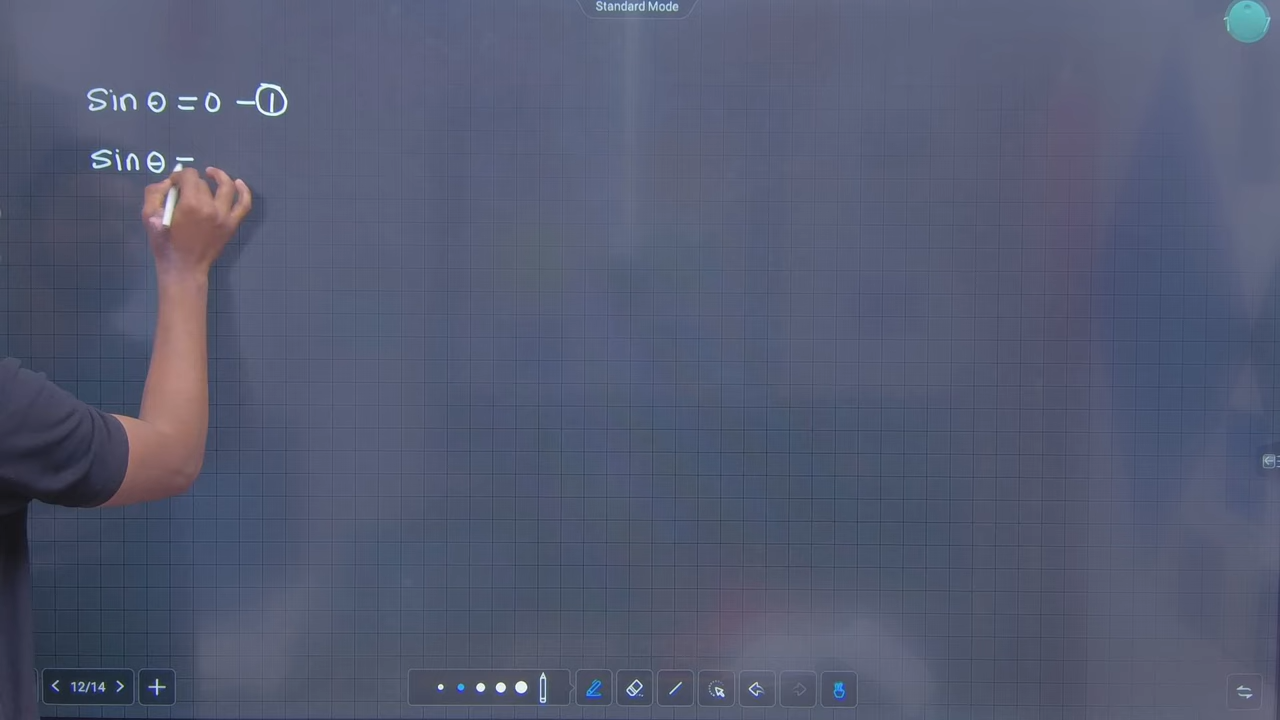 Standard Mode
Sin θ = 0 - ①
Sin θ =
12/14